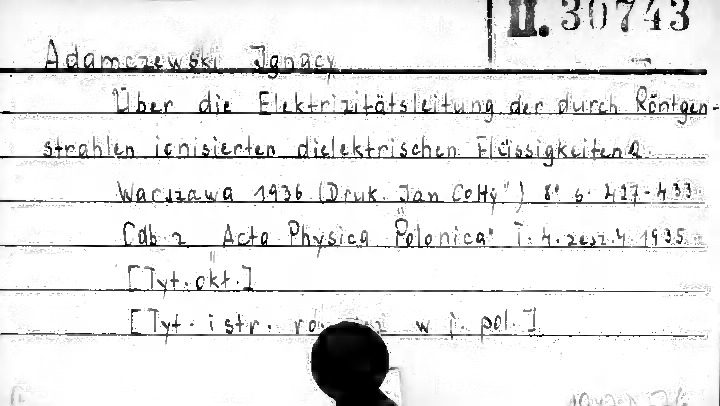 II. 30743
Adamczewski Ignacy
Über die Elektrizitätsleitung der durch Röntgen-
strahlen ionisierten dielektrischen Flüssigkeiten
Warszawa 1936 (Druk. Jan Cotty") 8° s. 427-433
Odb. z "Acta Physica Polonica" T. 4. zesz. 4 1935.
[Tyt. okł.]
[Tyt. i str. w j. pol.]